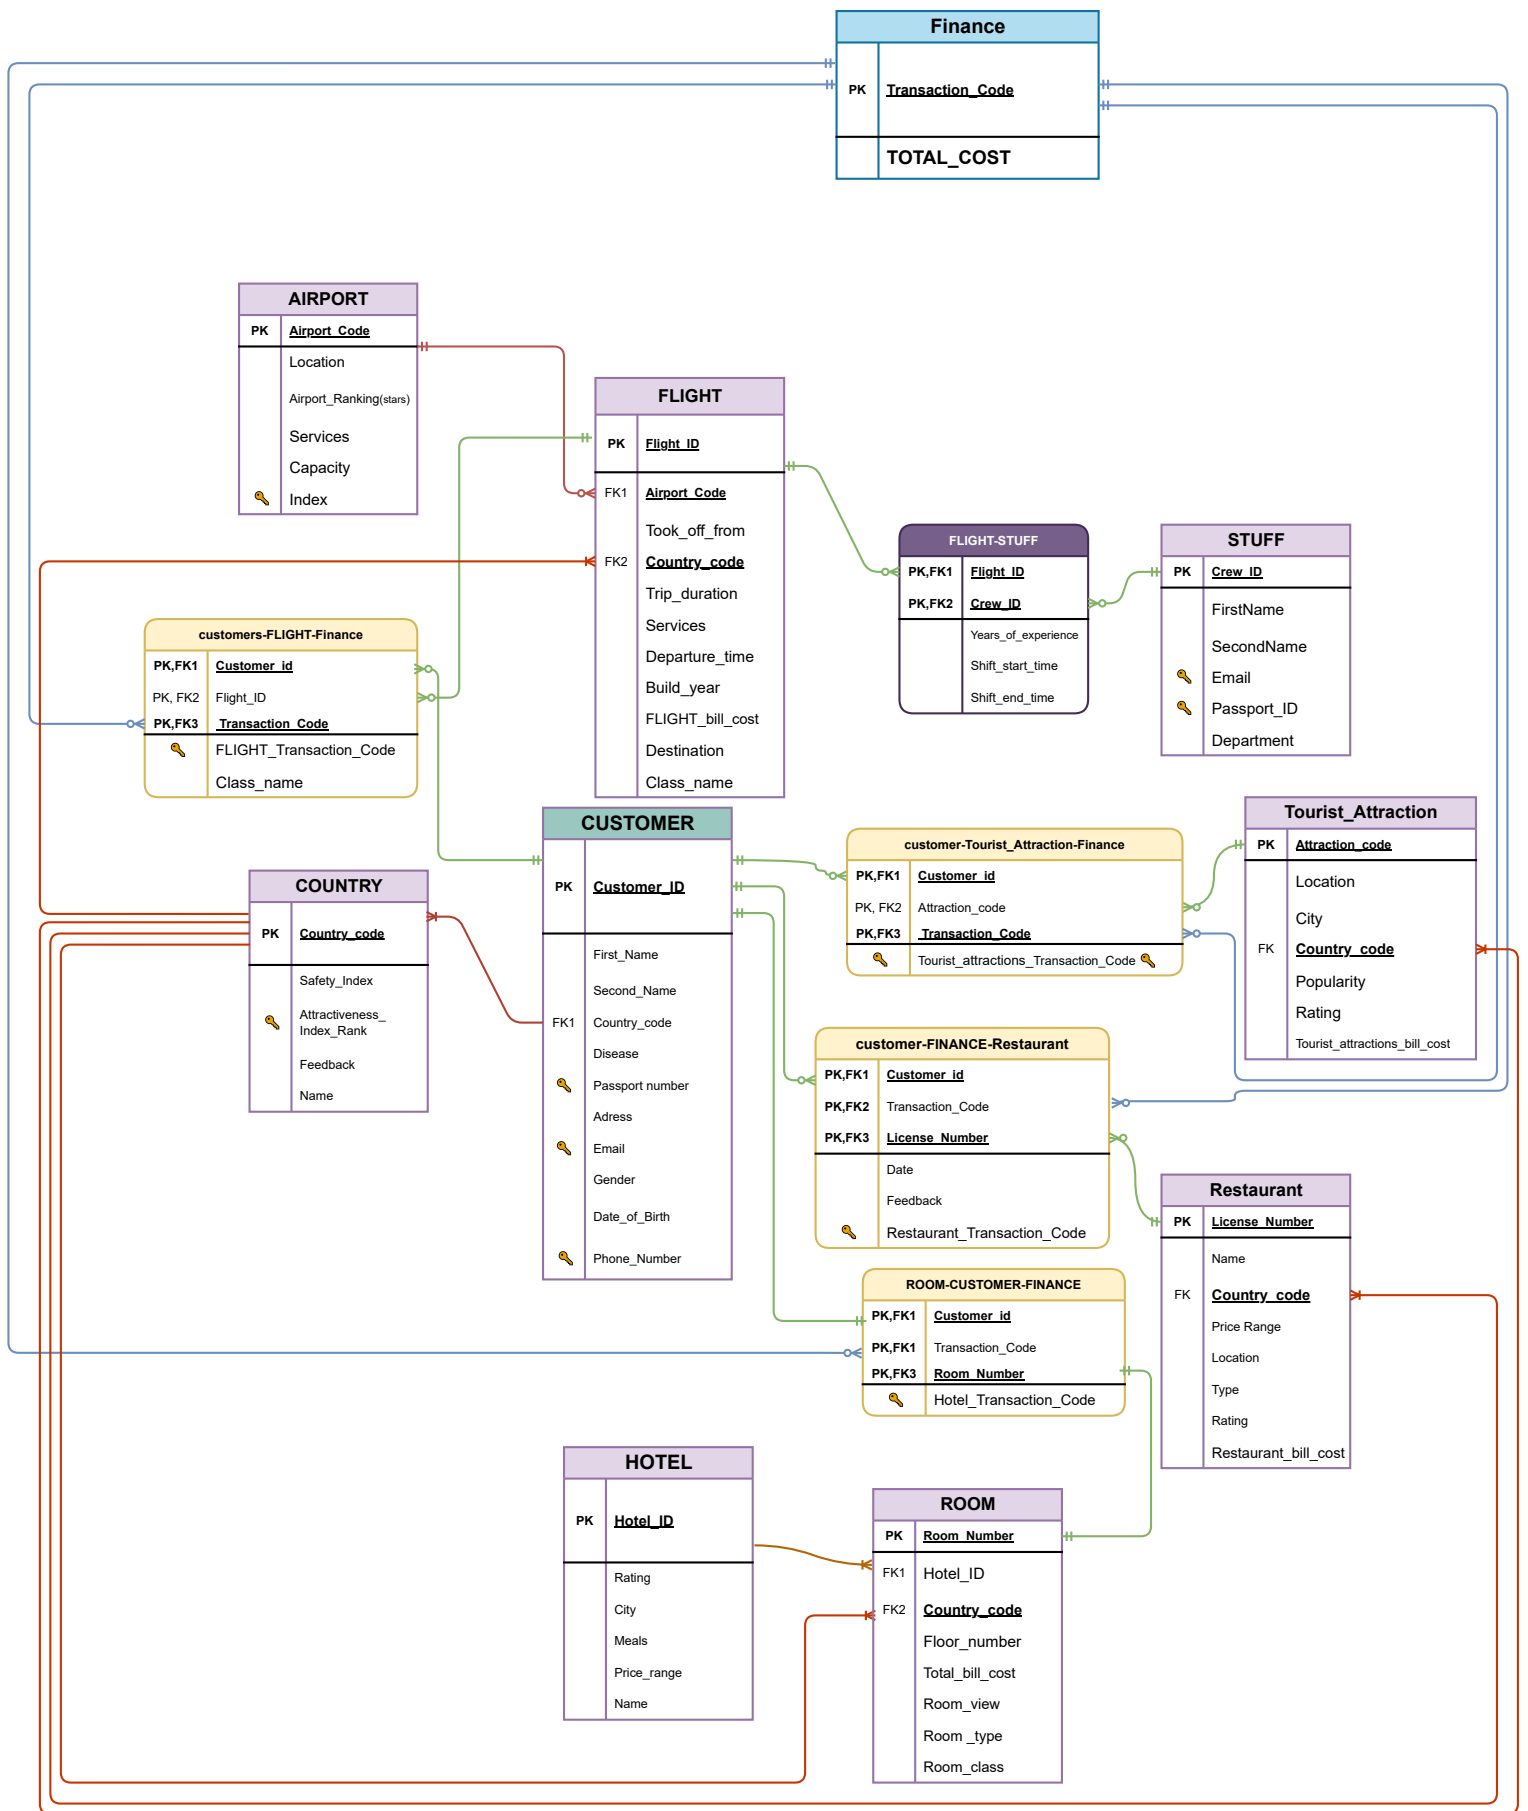 Finance
PK Transaction_Code
TOTAL_COST
AIRPORT
PK Airport_Code
Location
Airport_Ranking(stars)
Services
Capacity
Index
FLIGHT
PK Flight_ID
FK1 Airport_Code
Took_off_from
FK2 Country_code
Trip_duration
Services
Departure_time
Build_year
FLIGHT_bill_cost
Destination
Class_name
FLIGHT-STUFF
PK,FK1 Flight_ID
PK,FK2 Crew_ID
Years_of_experience
Shift_start_time
Shift_end_time
STUFF
PK Crew_ID
FirstName
SecondName
Email
Passport_ID
Department
customers-FLIGHT-Finance
PK,FK1 Customer_id
PK, FK2 Flight_ID
PK,FK3 Transaction_Code
FLIGHT_Transaction_Code
Class_name
CUSTOMER
PK Customer_ID
First_Name
Second_Name
FK1 Country_code
Disease
Passport number
Adress
Email
Gender
Date_of_Birth
Phone_Number
COUNTRY
PK Country_code
Safety_Index
Attractiveness_
Index_Rank
Feedback
Name
customer-Tourist_Attraction-Finance
PK,FK1 Customer_id
PK, FK2 Attraction_code
PK,FK3 Transaction_Code
Tourist_attractions_Transaction_Code
Tourist_Attraction
PK Attraction_code
Location
City
FK Country_code
Popularity
Rating
Tourist_attractions_bill_cost
customer-FINANCE-Restaurant
PK,FK1 Customer_id
PK,FK2 Transaction_Code
PK,FK3 License_Number
Date
Feedback
Restaurant_Transaction_Code
Restaurant
PK License_Number
Name
FK Country_code
Price Range
Location
Type
Rating
Restaurant_bill_cost
ROOM-CUSTOMER-FINANCE
PK,FK1 Customer_id
PK,FK1 Transaction_Code
PK,FK3 Room_Number
Hotel_Transaction_Code
HOTEL
PK Hotel_ID
Rating
City
Meals
Price_range
Name
ROOM
PK Room_Number
FK1 Hotel_ID
FK2 Country_code
Floor_number
Total_bill_cost
Room_view
Room _type
Room_class